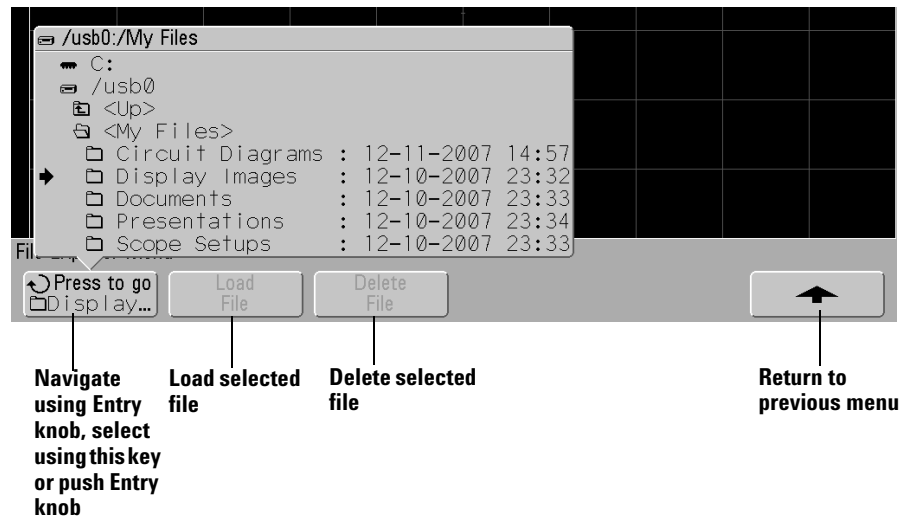 /usb0:/My Files
C:
/usb0
<Up>
<My Files>
Circuit Diagrams : 12-11-2007 14:57
Display Images : 12-10-2007 23:32
Documents : 12-10-2007 23:33
Presentations : 12-10-2007 23:34
Scope Setups : 12-10-2007 23:33
Press to go
Display...
Load
File
Delete
File
Navigate
using Entry
knob, select
using this key
or push Entry
knob
Load selected
file
Delete selected
file
Return to
previous menu